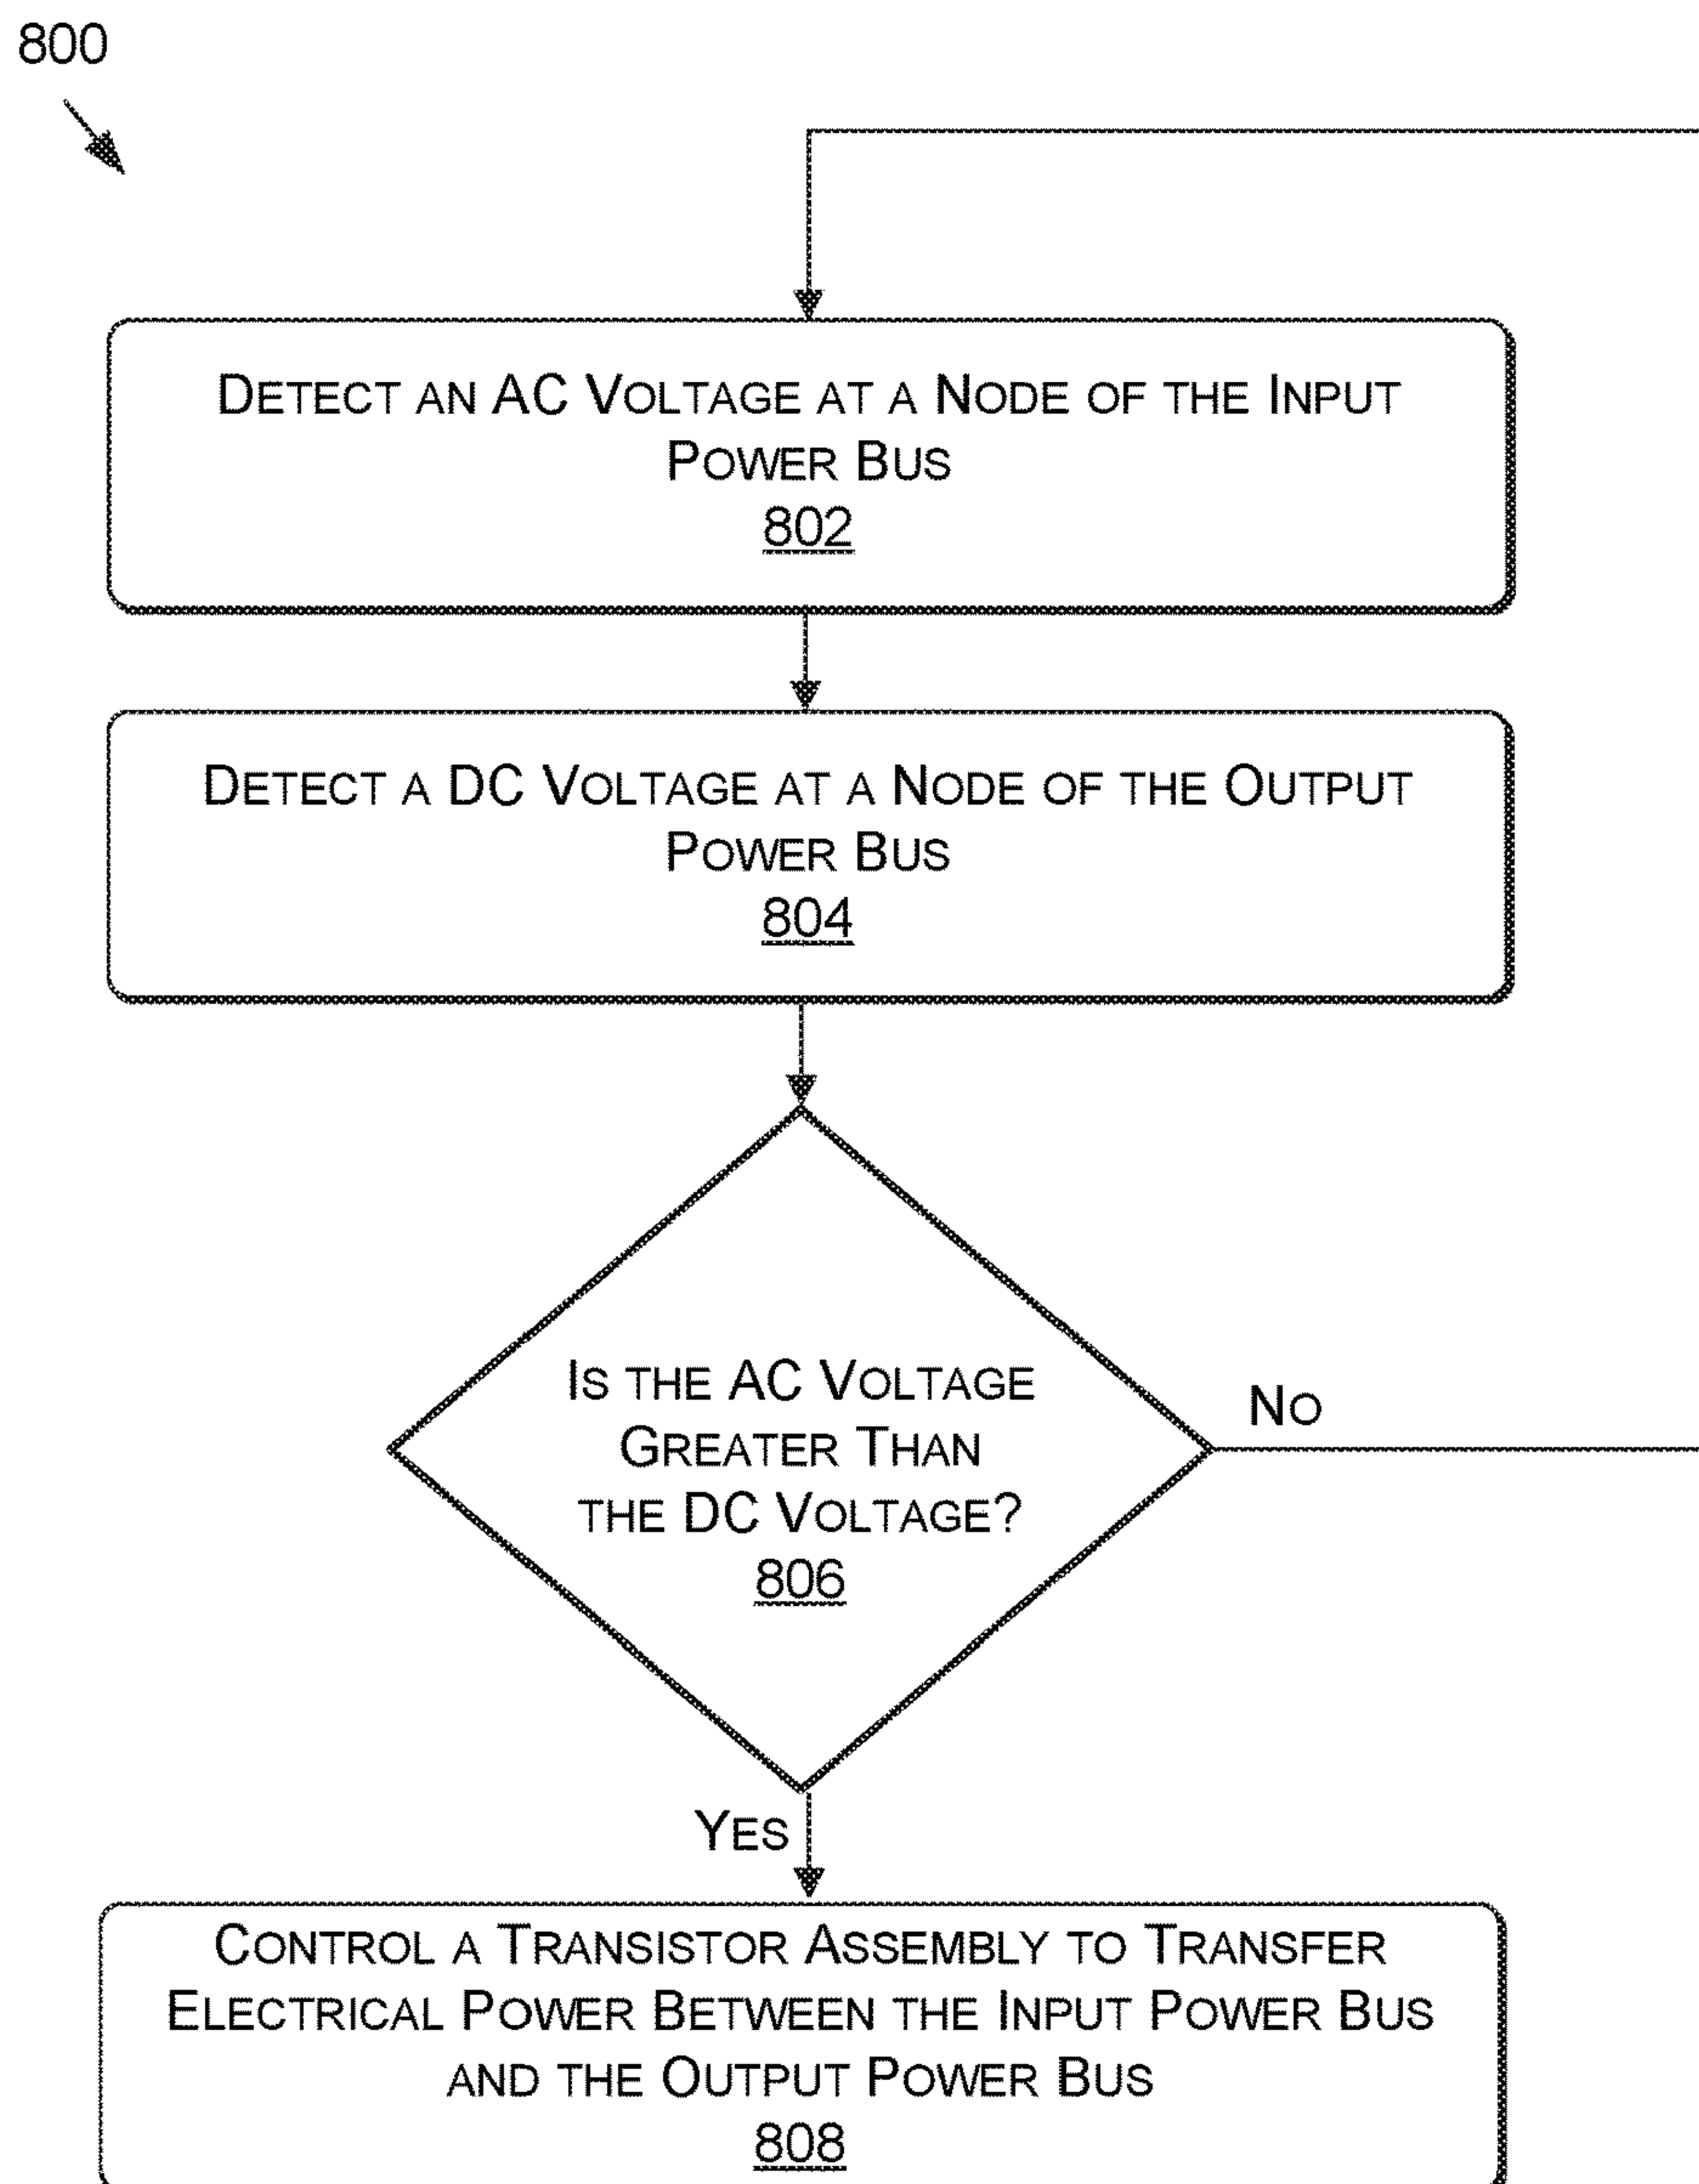 800
Detect an AC Voltage at a Node of the Input
Power Bus
802
Detect a DC Voltage at a Node of the Output
Power Bus
804
Is the AC Voltage
Greater Than
the DC Voltage?
806
No
Yes
Control a Transistor Assembly to Transfer
Electrical Power Between the Input Power Bus
and the Output Power Bus
808